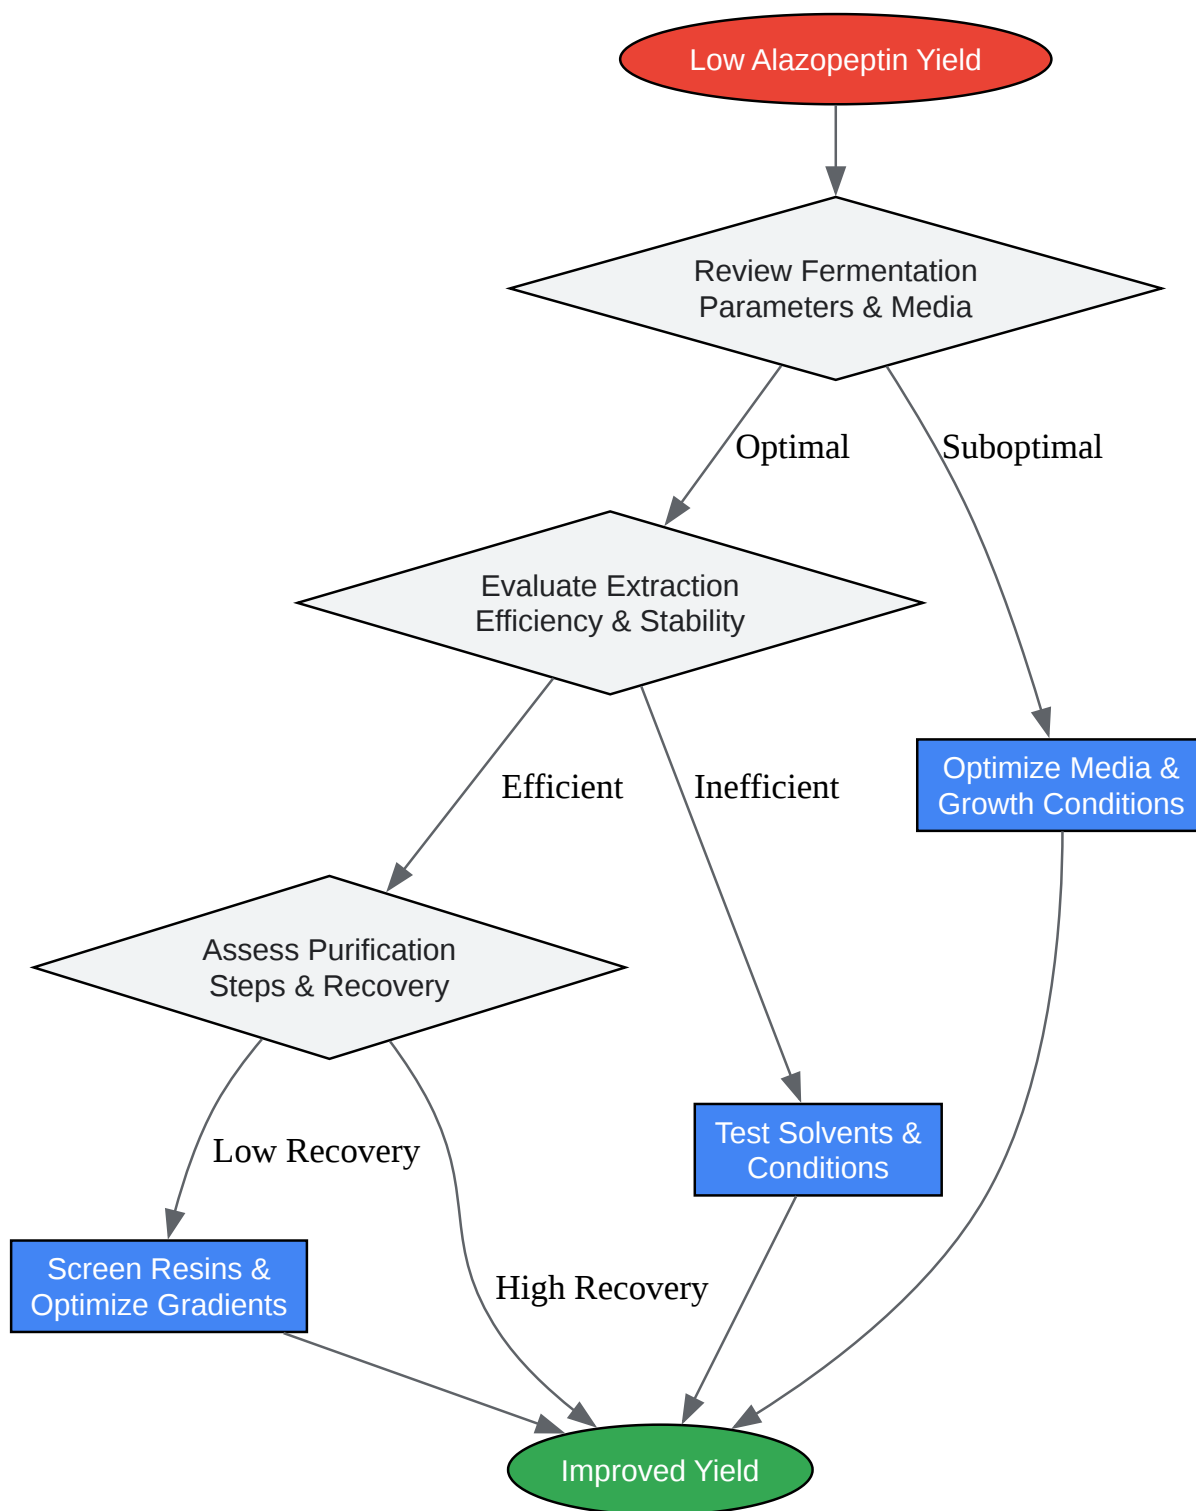 Low Alazopeptin Yield
Review Fermentation
Parameters & Media
Optimal
Suboptimal
Evaluate Extraction
Efficiency & Stability
Optimize Media &
Growth Conditions
Efficient
Inefficient
Assess Purification
Steps & Recovery
Test Solvents &
Conditions
Low Recovery
Screen Resins &
Optimize Gradients
High Recovery
Improved Yield